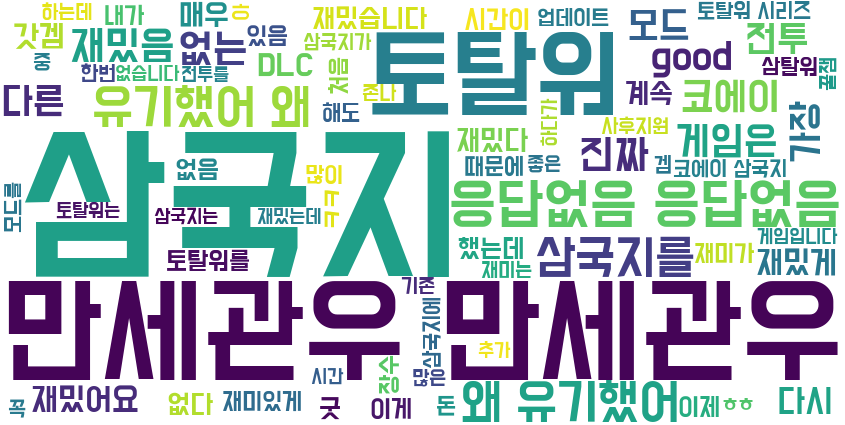 하는데 내가 매우 ㅎ 재밌습니다 시간이 업데이트 모드 토탈워 시리즈
갓겜 재밌음 없는 있음 삼국지가 토탈워 good 전투
중 한번 없습니다 전투를 DLC 처음 존나 삼탈워 꿀잼
다른 유기했어 왜 해도 하다가 계속 코에이
사후지원 가장
삼국지 없음 많이 재밌다 진짜 게임은
때문에 좋은 겜 코에이 삼국지
모드를 토탈워는 삼국지는 재밌는데 ㅋㅋ 응답없음 응답없음
토탈워를 했는데 삼국지를 재미가 게임입니다
재미는 재밌게
만세관우 기존 만세관우
삼국지에
추가
꼭 재밌어요 없다 재미있게 시간 장수 많은
굿 이게 돈 왜 유기했어 이제 ㅎㅎ 다시